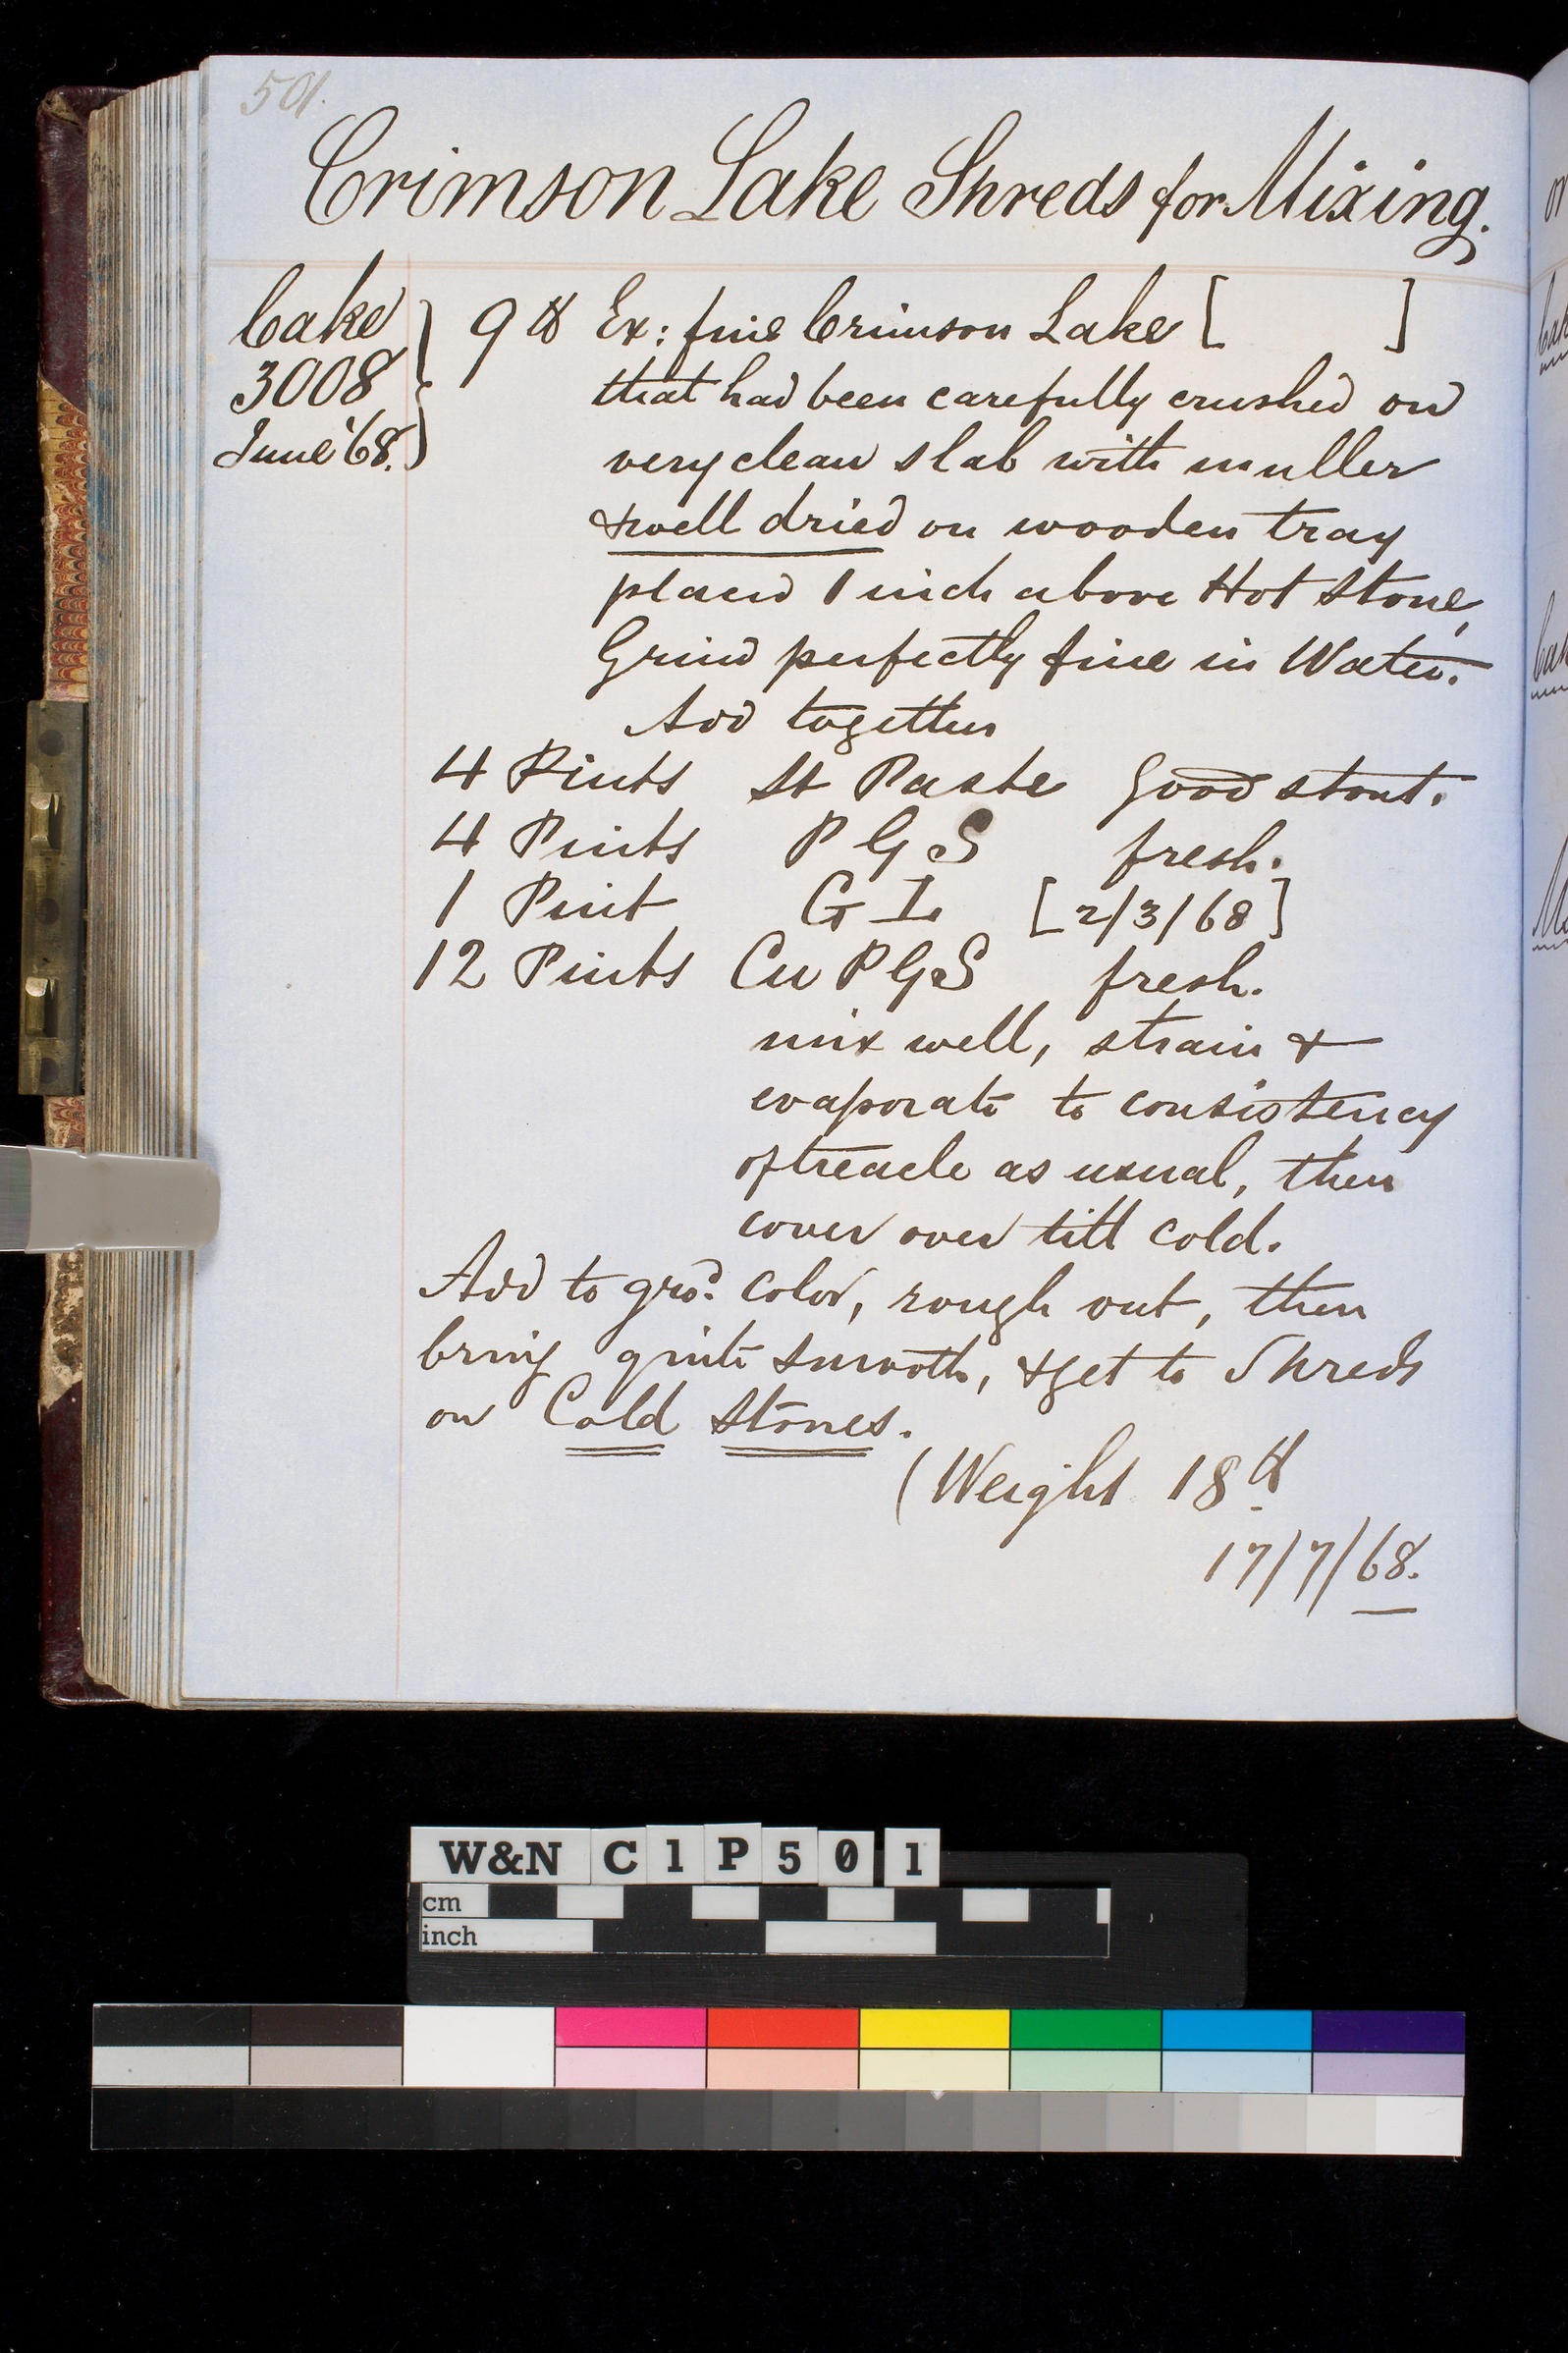 501.
Crimson Lake Shreds for Mixing.
Cake
3008
June '68.
9 lb Ex: fine Crimson Lake [ ]
that had been carefully crushed on
very clean slab with muller
& well dried on wooden tray
placed 1 inch above Hot Stone,
Grind perfectly fine in Water.
Add together
4 Pints St Paste Good stout.
4 Pints P G S fresh.
1 Pint G I. [2/3/68]
12 Pints Cu P G S fresh.
mix well, strain &
evaporate to consistency
of treacle as usual, then
cover over till cold.
Add to gro.d color, rough out, then
bring quite smooth, & get to Shreds
on Cold Stones.
(Weight 18 lb
17/7/68.
W&N C1P501
cm
inch